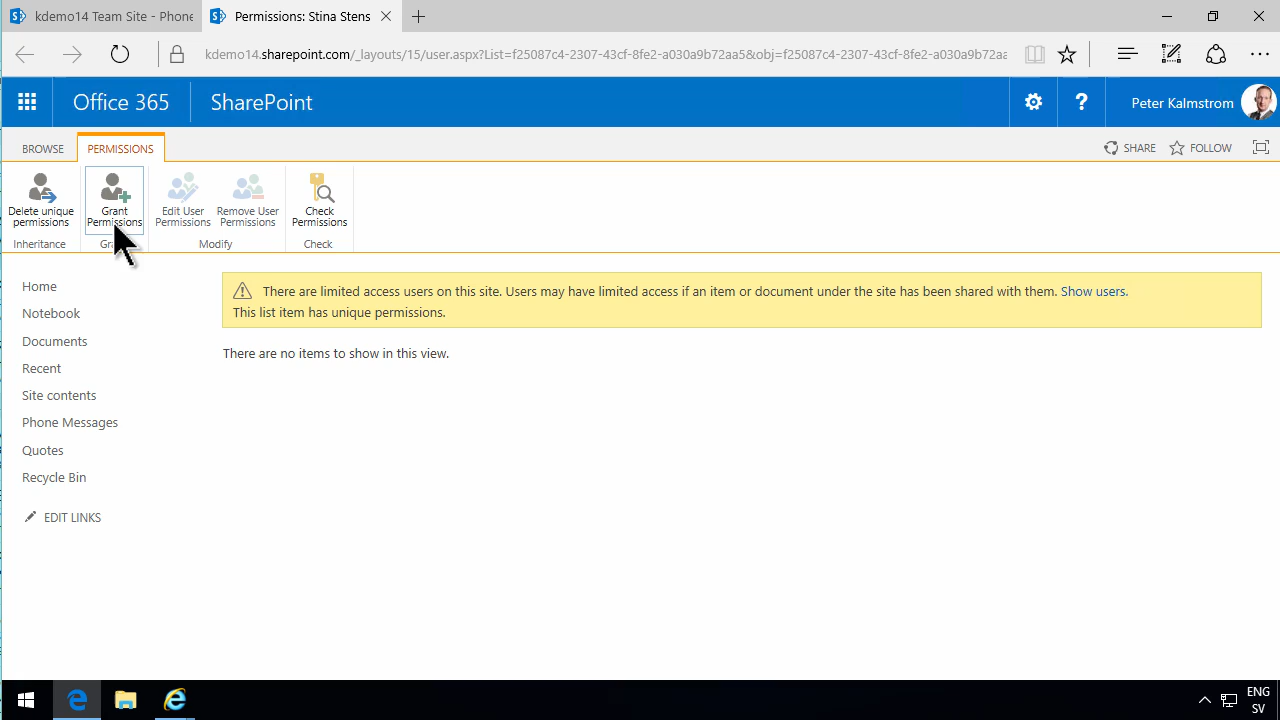 kdemo14 Team Site - Phone
Permissions: Stina Stens
kdemo14.sharepoint.com/_layouts/15/user.aspx?List=f25087c4-2307-43cf-8fe2-a030a9b72aa5&obj=f25087c4-2307-43cf-8fe2-a030a9b72aa
Office 365
SharePoint
?
Peter Kalmstrom
BROWSE
PERMISSIONS
SHARE
FOLLOW
Delete unique
permissions
Grant
Permissions
Edit User
Permissions
Remove User
Permissions
Check
Permissions
Inheritance
Modify
Check
Home
Notebook
Documents
Recent
Site contents
Phone Messages
Quotes
Recycle Bin
EDIT LINKS
There are limited access users on this site. Users may have limited access if an item or document under the site has been shared with them. Show users.
This list item has unique permissions.
There are no items to show in this view.
ENG
SV